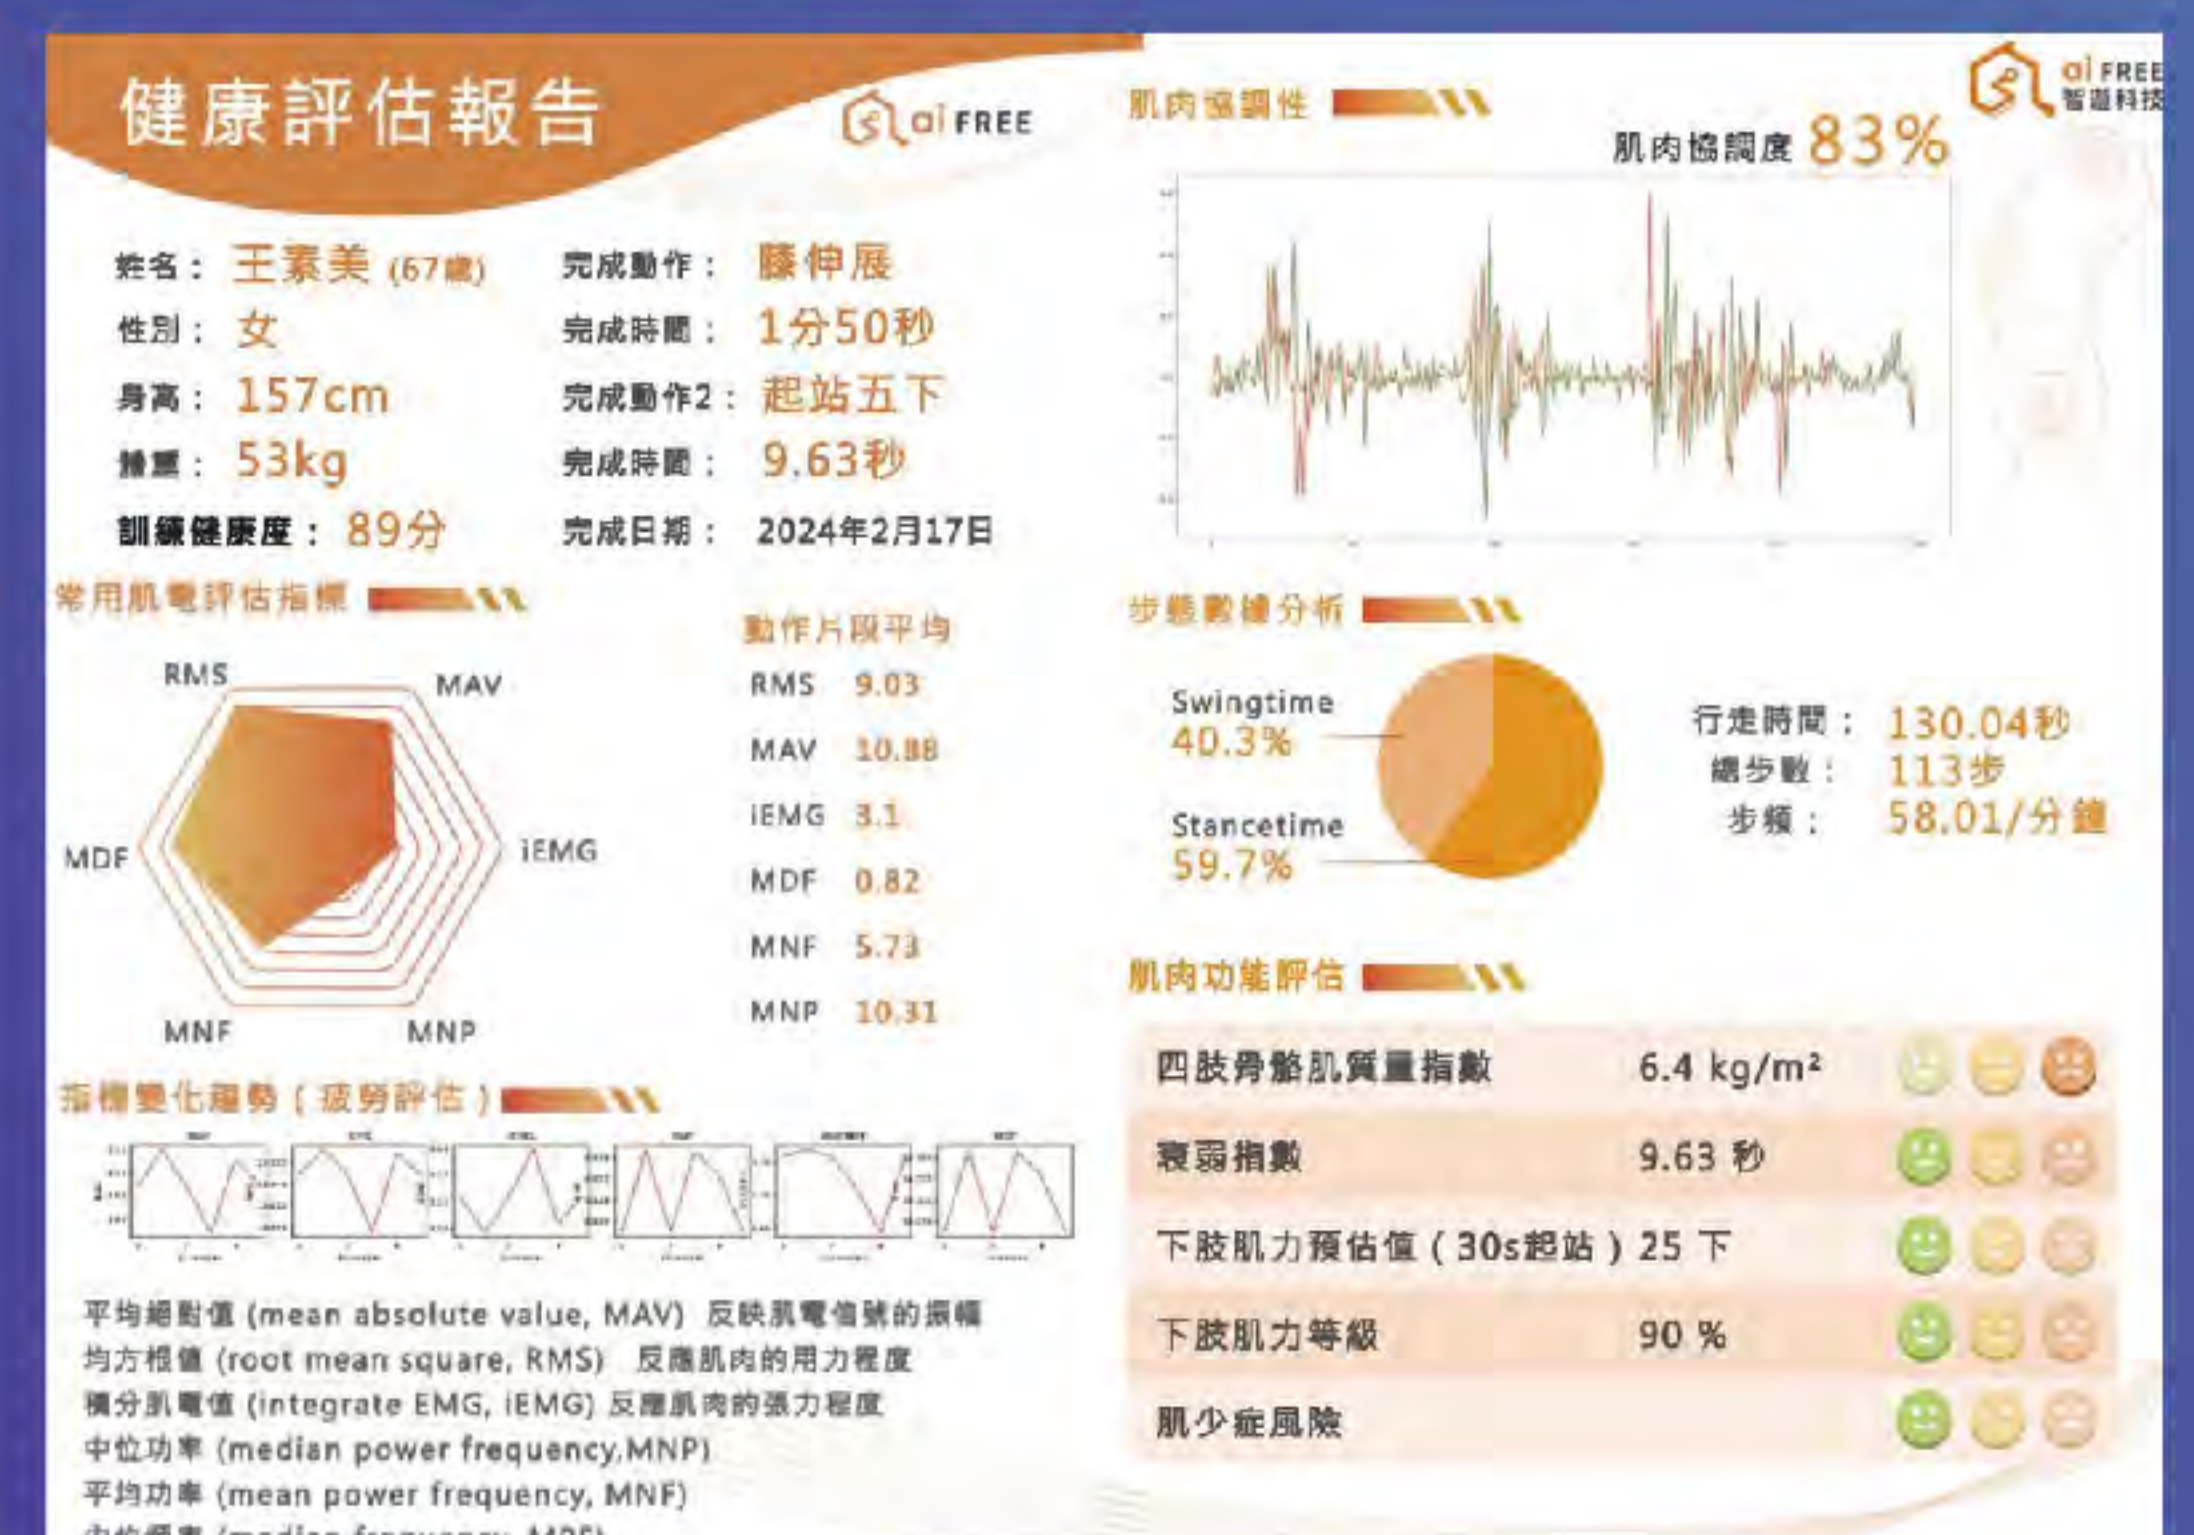 健康評估報告
ai FREE
姓名： 王素美 (67歲)
性別： 女
身高： 157cm
體重： 53kg
訓練健康度： 89分
完成動作： 膝伸展
完成時間： 1分50秒
完成動作2： 起站五下
完成時間： 9.63秒
完成日期： 2024年2月17日
常用肌電評估指標
RMS
MAV
MDF
iEMG
MNF
MNP
動作片段平均
RMS 9.03
MAV 10.88
iEMG 3.1
MDF 0.82
MNF 5.73
MNP 10.31
指標變化趨勢（疲勞評估）
平均絕對值 (mean absolute value, MAV) 反映肌電信號的振幅
均方根值 (root mean square, RMS) 反應肌肉的用力程度
積分肌電值 (integrate EMG, iEMG) 反應肌肉的張力程度
中位功率 (median power frequency,MNP)
平均功率 (mean power frequency, MNF)
肌肉協調性
ai FREE
智遊科技
肌肉協調度 83%
步態數據分析
Swingtime
40.3%
Stancetime
59.7%
行走時間： 130.04秒
總步數： 113步
步頻： 58.01/分鐘
肌肉功能評估
四肢骨骼肌質量指數 6.4 kg/m²
衰弱指數 9.63 秒
下肢肌力預估值（30s起站）25 下
下肢肌力等級 90 %
肌少症風險